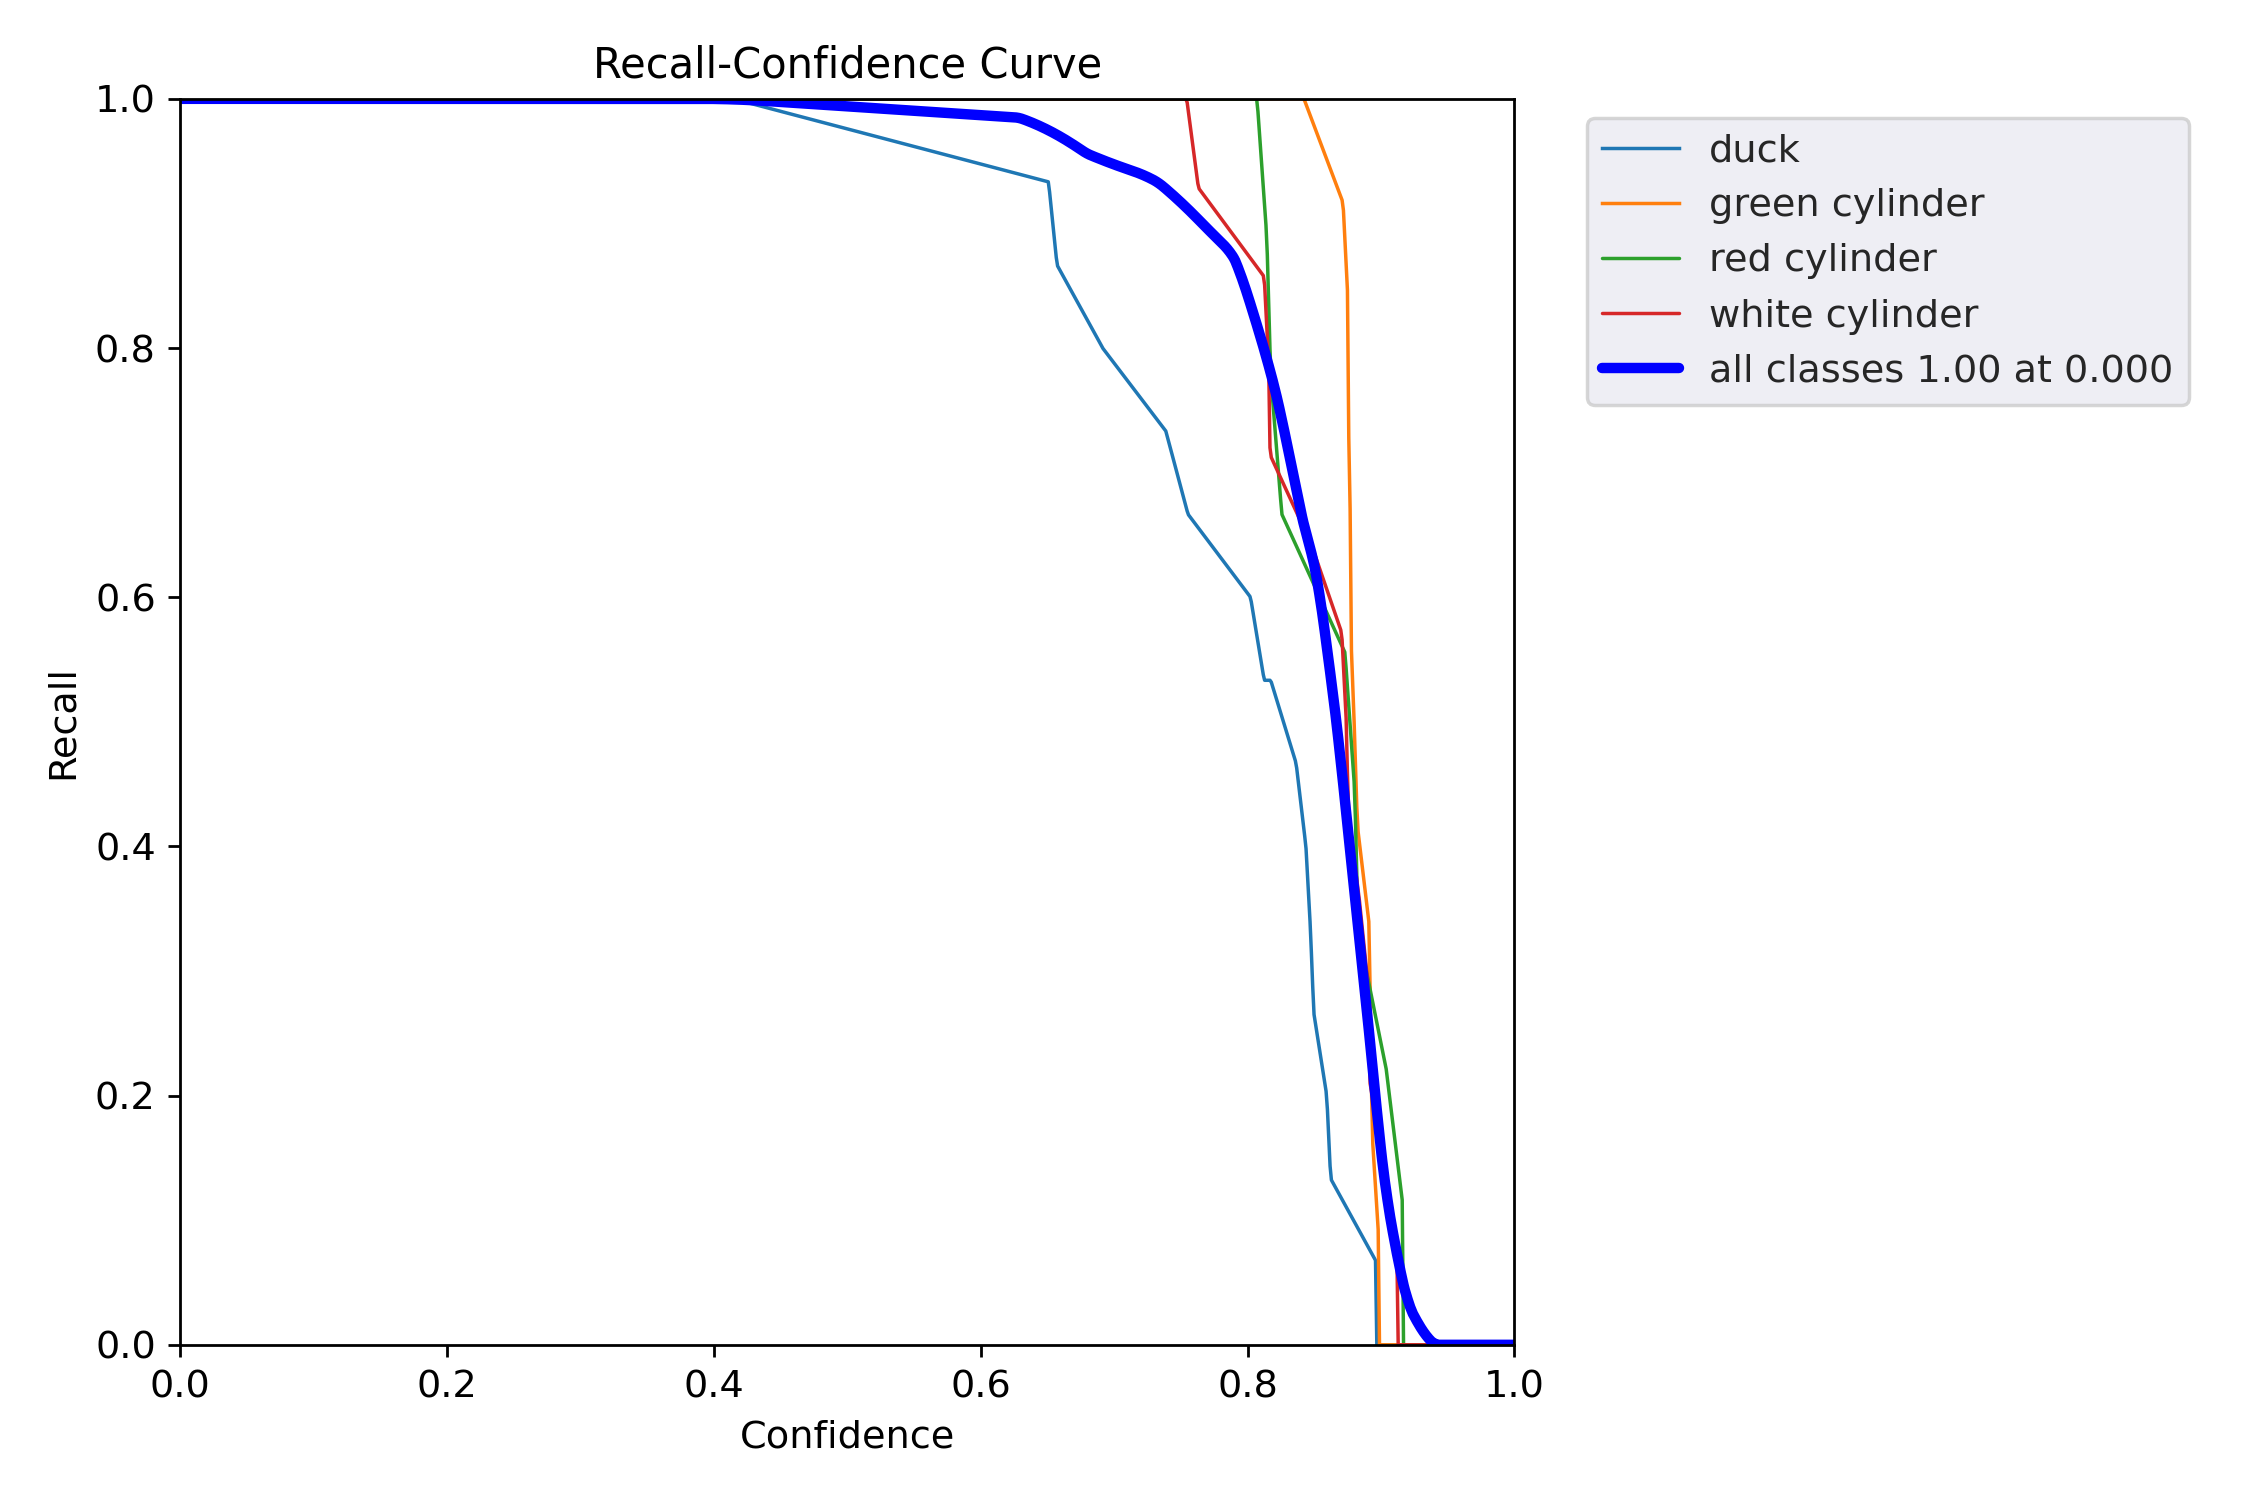 Recall-Confidence Curve
1.0
0.8
0.6
0.4
0.2
0.0
Recall
0.0 0.2 0.4 0.6 0.8 1.0
Confidence
duck
green cylinder
red cylinder
white cylinder
all classes 1.00 at 0.000